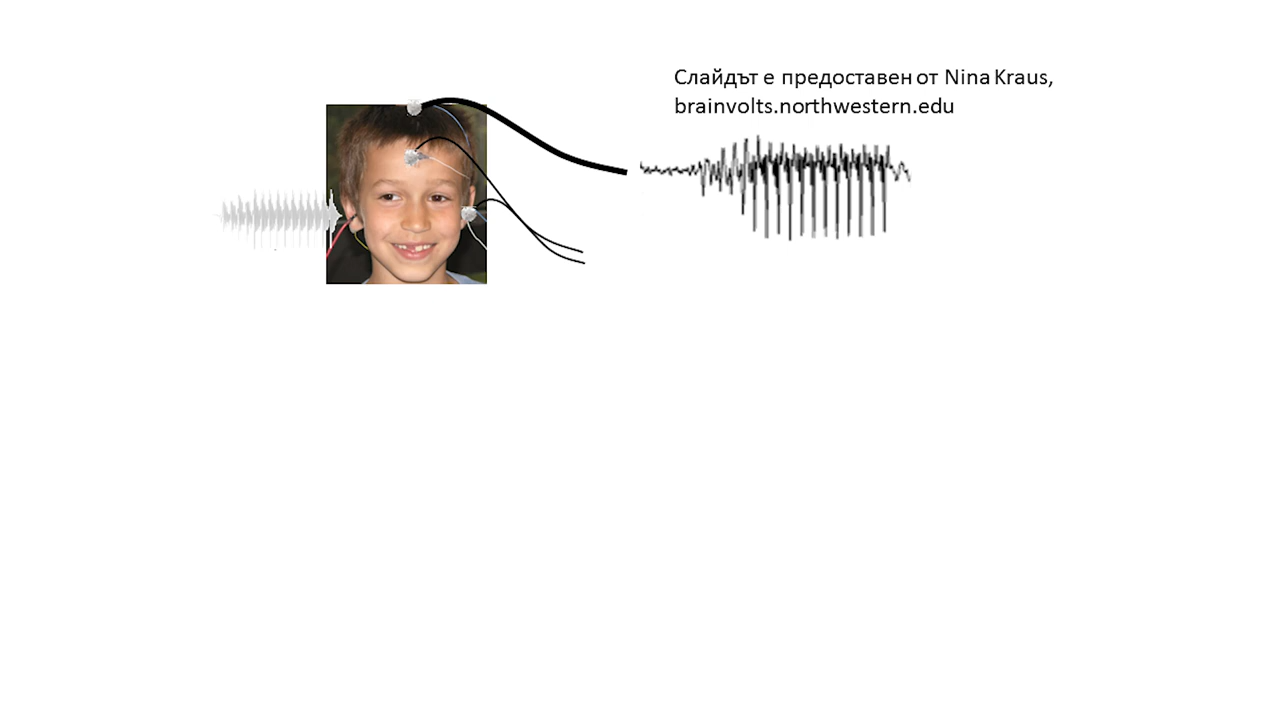 Слайдът е предоставен от Nina Kraus,
brainvolts.northwestern.edu